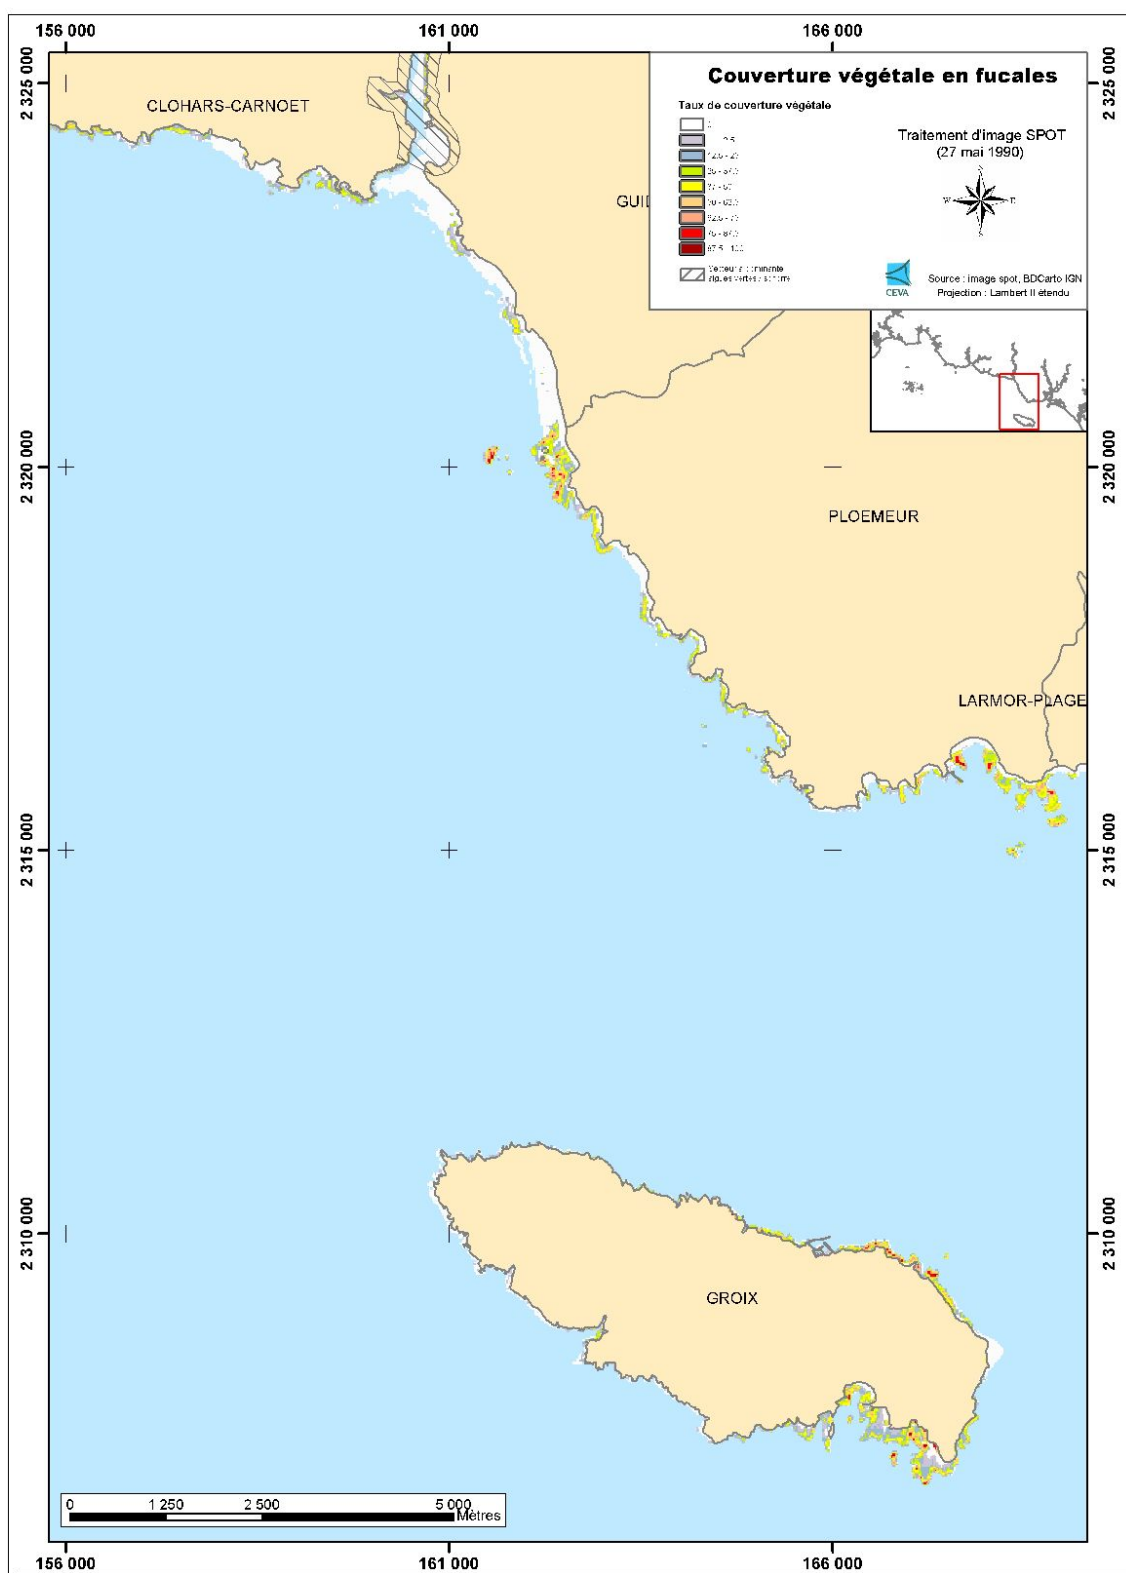 156 000
161 000
166 000
2 325 000
2 325 000
Couverture végétale en fucales
Taux de couverture végétale
Traitement d'image SPOT
(27 mai 1990)
N
W
E
S
CEVA
Source : image spot, BDCarto IGN
Projection : Lambert II étendu
CLOHARS-CARNOET
GUI
2 320 000
2 320 000
PLOEMEUR
LARMOR-PLAGE
2 315 000
2 315 000
2 310 000
2 310 000
GROIX
0
1 250
2 500
5 000
Mètres
156 000
161 000
166 000